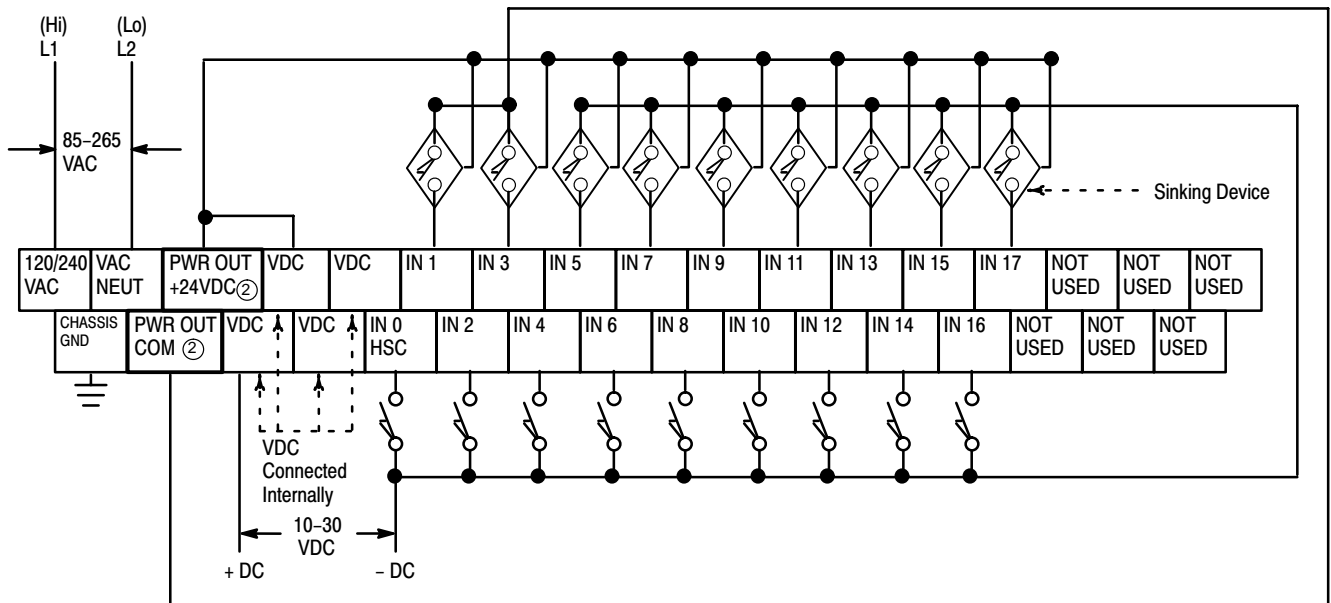 (Hi)
L1
(Lo)
L2
85–265
VAC
Sinking Device
120/240
VAC
VAC
NEUT
PWR OUT
+24VDC②
VDC
VDC
IN 1
IN 3
IN 5
IN 7
IN 9
IN 11
IN 13
IN 15
IN 17
NOT
USED
NOT
USED
NOT
USED
CHASSIS
GND
PWR OUT
COM ②
VDC
VDC
IN 0
HSC
IN 2
IN 4
IN 6
IN 8
IN 10
IN 12
IN 14
IN 16
NOT
USED
NOT
USED
NOT
USED
VDC
Connected
Internally
10–30
VDC
+ DC
– DC